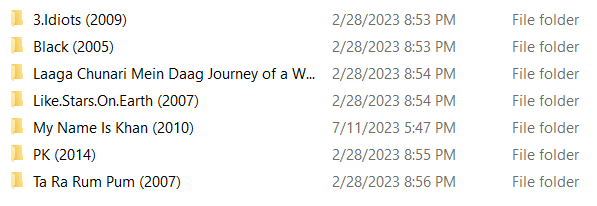 3.Idiots (2009) 2/28/2023 8:53 PM File folder
Black (2005) 2/28/2023 8:53 PM File folder
Laaga Chunari Mein Daag Journey of a W... 2/28/2023 8:54 PM File folder
Like.Stars.On.Earth (2007) 2/28/2023 8:54 PM File folder
My Name Is Khan (2010) 7/11/2023 5:47 PM File folder
PK (2014) 2/28/2023 8:55 PM File folder
Ta Ra Rum Pum (2007) 2/28/2023 8:56 PM File folder